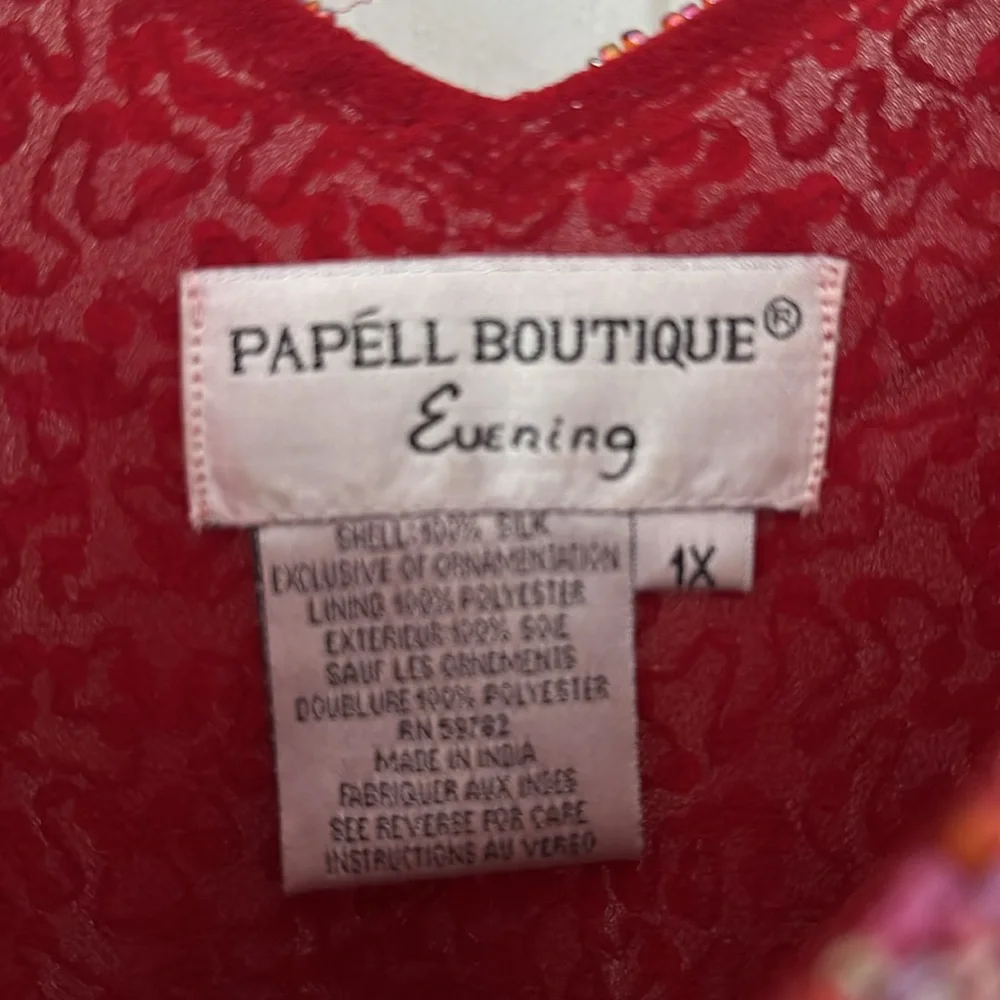 PAPÉLL BOUTIQUE®
Evening
1X
SHELL: 100% SILK
EXCLUSIVE OF ORNAMENTATION
LINING 100% POLYESTER
EXTERIEUR 100% SOIE
SAUF LES ORNEMENTS
DOUBLURE 100% POLYESTER
RN 59762
MADE IN INDIA
FABRIQUER AUX INDES
SEE REVERSE FOR CARE
INSTRUCTIONS AU VERSO